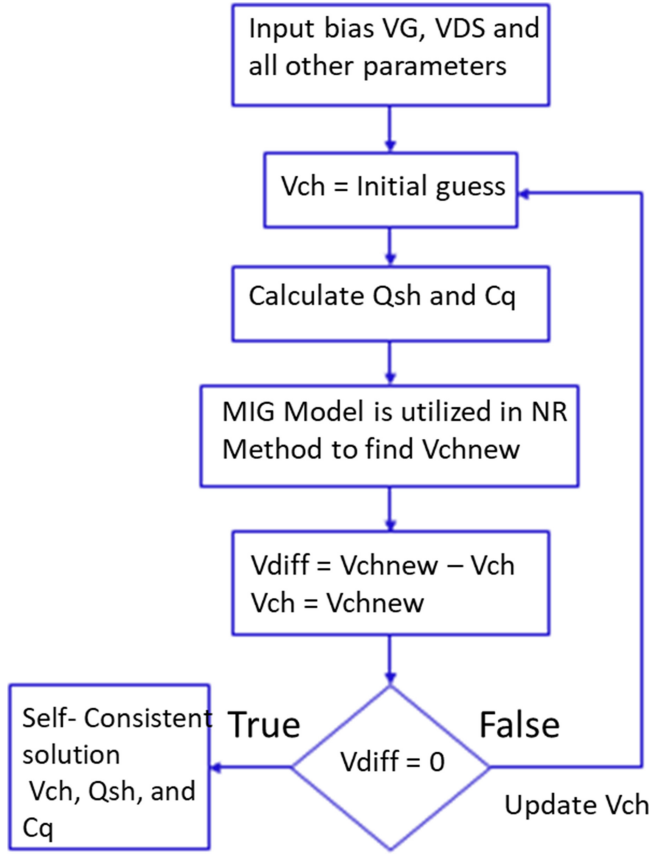 Input bias VG, VDS and
all other parameters
Vch = Initial guess
Calculate Qsh and Cq
MIG Model is utilized in NR
Method to find Vchnew
Vdiff = Vchnew – Vch
Vch = Vchnew
Vdiff = 0
True
False
Self- Consistent
solution
Vch, Qsh, and
Cq
Update Vch